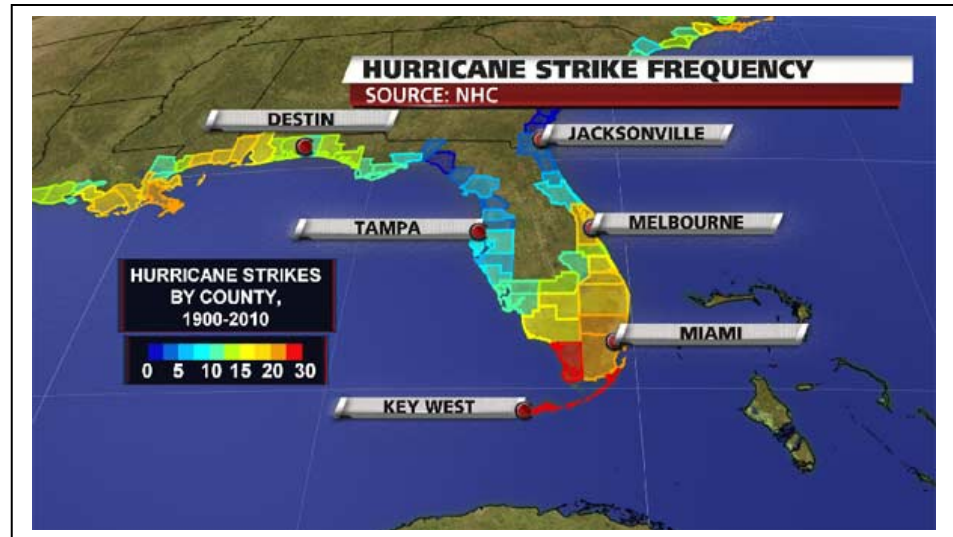 HURRICANE STRIKE FREQUENCY
SOURCE: NHC
DESTIN
JACKSONVILLE
TAMPA
MELBOURNE
HURRICANE STRIKES
BY COUNTY,
1900-2010
0 5 10 15 20 30
MIAMI
KEY WEST